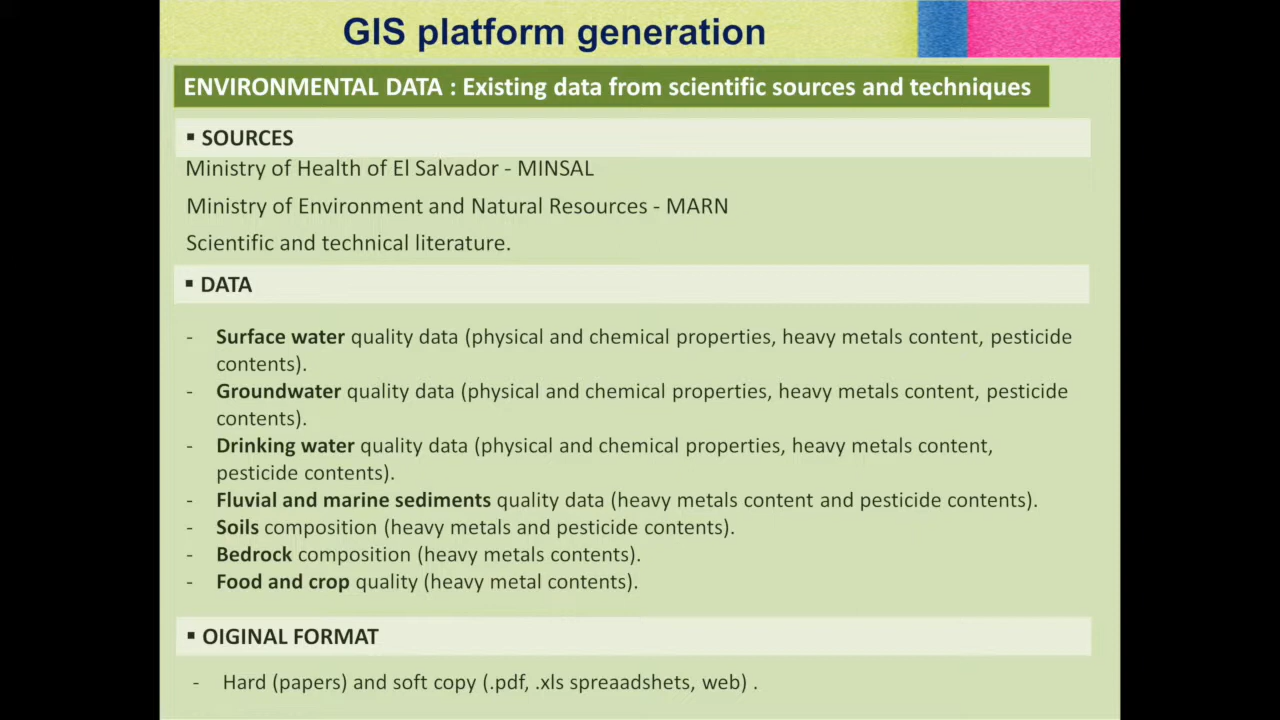 GIS platform generation
ENVIRONMENTAL DATA : Existing data from scientific sources and techniques
▪ SOURCES
Ministry of Health of El Salvador - MINSAL
Ministry of Environment and Natural Resources - MARN
Scientific and technical literature.
▪ DATA
- Surface water quality data (physical and chemical properties, heavy metals content, pesticide
contents).
- Groundwater quality data (physical and chemical properties, heavy metals content, pesticide
contents).
- Drinking water quality data (physical and chemical properties, heavy metals content,
pesticide contents).
- Fluvial and marine sediments quality data (heavy metals content and pesticide contents).
- Soils composition (heavy metals and pesticide contents).
- Bedrock composition (heavy metals contents).
- Food and crop quality (heavy metal contents).
▪ OIGINAL FORMAT
- Hard (papers) and soft copy (.pdf, .xls spreaadshets, web) .